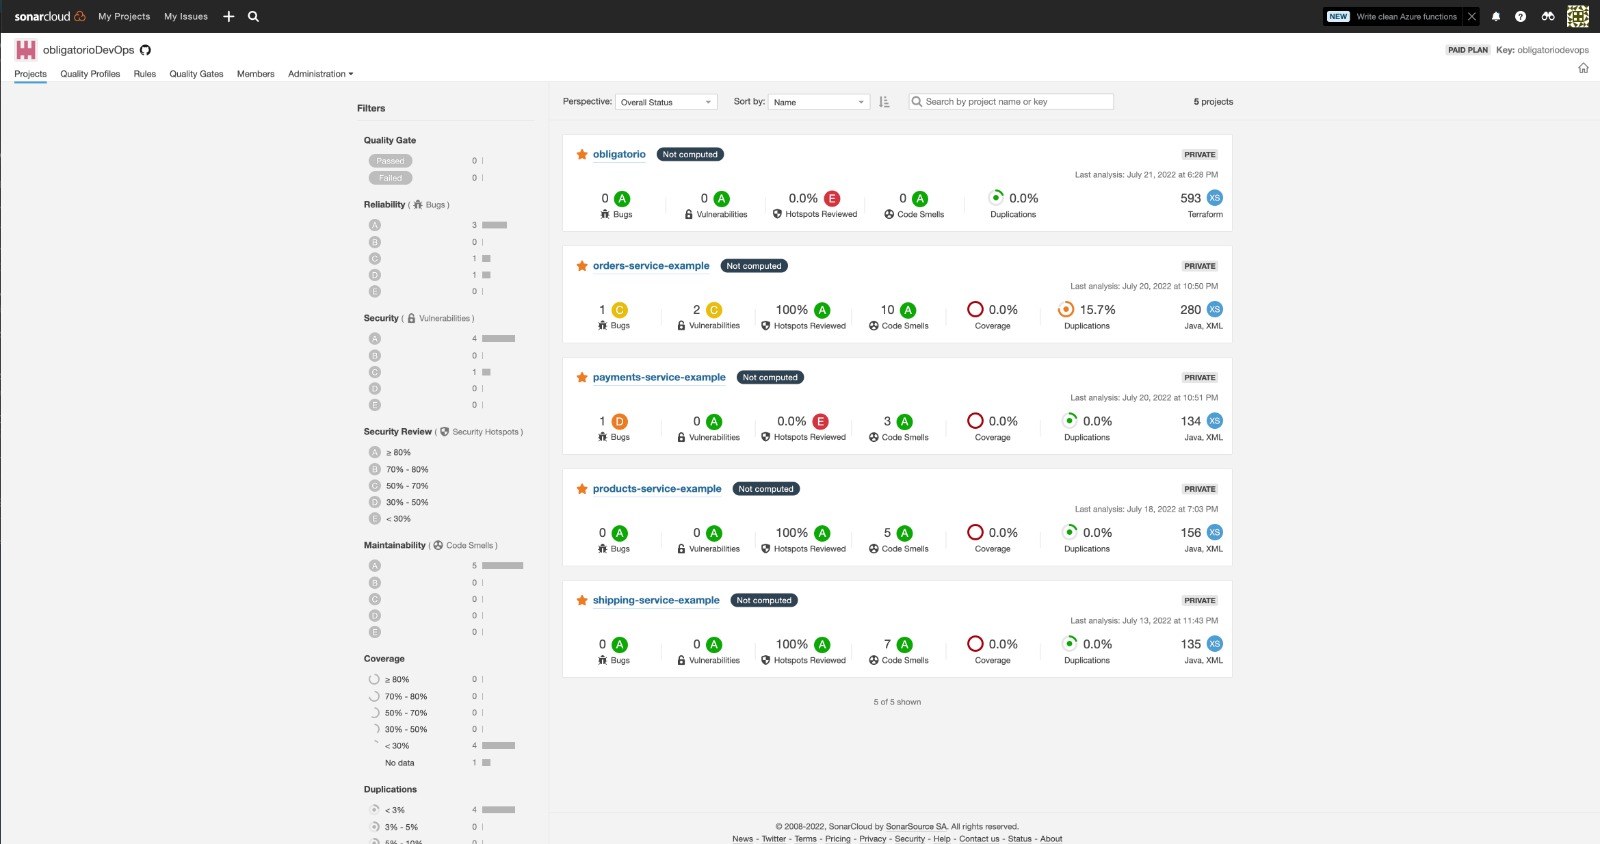 sonarcloud My Projects My Issues NEW Write clean Azure functions
obligatorioDevOps PAID PLAN Key: obligatoriodevops
Projects Quality Profiles Rules Quality Gates Members Administration
Filters
Quality Gate
Passed 0
Failed 0
Reliability ( Bugs )
A 3
B 0
C 1
D 1
E 0
Security ( Vulnerabilities )
A 4
B 0
C 1
D 0
E 0
Security Review ( Security Hotspots )
A ≥ 80%
B 70% - 80%
C 50% - 70%
D 30% - 50%
E < 30%
Maintainability ( Code Smells )
A 5
B 0
C 0
D 0
E 0
Coverage
≥ 80% 0
70% - 80% 0
50% - 70% 0
30% - 50% 0
< 30% 4
No data 1
Duplications
< 3% 4
3% - 5% 0
5% - 10% 0
Perspective: Overall Status Sort by: Name Search by project name or key 5 projects
obligatorio Not computed PRIVATE
Last analysis: July 21, 2022 at 6:28 PM
0 A 0 A 0.0% E 0 A 0.0% 593 XS
Bugs Vulnerabilities Hotspots Reviewed Code Smells Duplications Terraform
orders-service-example Not computed PRIVATE
Last analysis: July 20, 2022 at 10:50 PM
1 C 2 C 100% A 10 A 0.0% 15.7% 280 XS
Bugs Vulnerabilities Hotspots Reviewed Code Smells Coverage Duplications Java, XML
payments-service-example Not computed PRIVATE
Last analysis: July 20, 2022 at 10:51 PM
1 D 0 A 0.0% E 3 A 0.0% 0.0% 134 XS
Bugs Vulnerabilities Hotspots Reviewed Code Smells Coverage Duplications Java, XML
products-service-example Not computed PRIVATE
Last analysis: July 18, 2022 at 7:03 PM
0 A 0 A 100% A 5 A 0.0% 0.0% 156 XS
Bugs Vulnerabilities Hotspots Reviewed Code Smells Coverage Duplications Java, XML
shipping-service-example Not computed PRIVATE
Last analysis: July 13, 2022 at 11:43 PM
0 A 0 A 100% A 7 A 0.0% 0.0% 135 XS
Bugs Vulnerabilities Hotspots Reviewed Code Smells Coverage Duplications Java, XML
5 of 5 shown
© 2008-2022, SonarCloud by SonarSource SA. All rights reserved.
News - Twitter - Terms - Pricing - Privacy - Security - Help - Contact us - Status - About